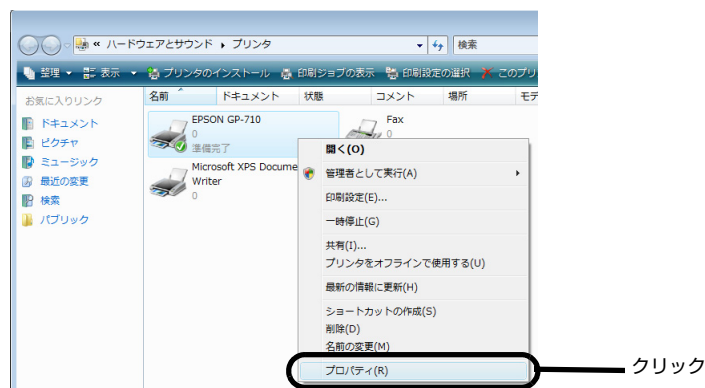 « ハードウェアとサウンド ▸ プリンタ
検索
整理 表示 プリンタのインストール 印刷ジョブの表示 印刷設定の選択 このプリ
お気に入りリンク
ドキュメント
ピクチャ
ミュージック
最近の変更
検索
パブリック
名前 ドキュメント 状態 コメント 場所 モデ
EPSON GP-710
0
準備完了
Fax
0
Microsoft XPS Docume
Writer
0
開く(O)
管理者として実行(A)
印刷設定(E)...
一時停止(G)
共有(I)...
プリンタをオフラインで使用する(U)
最新の情報に更新(H)
ショートカットの作成(S)
削除(D)
名前の変更(M)
プロパティ(R)
クリック